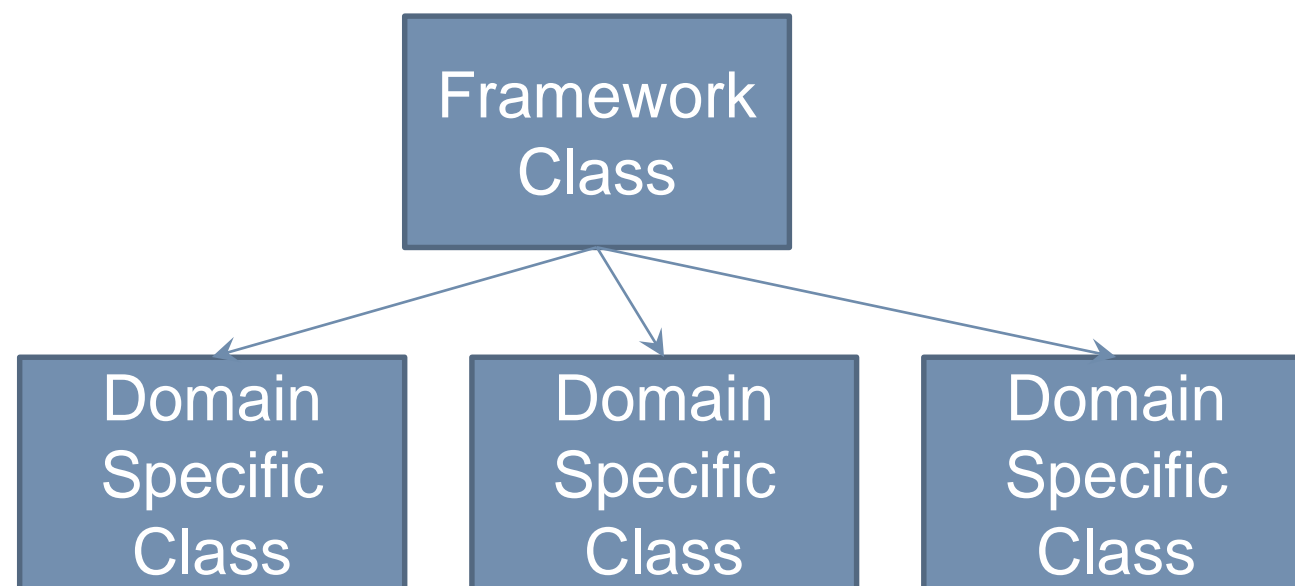 Framework
Class
Domain
Specific
Class
Domain
Specific
Class
Domain
Specific
Class